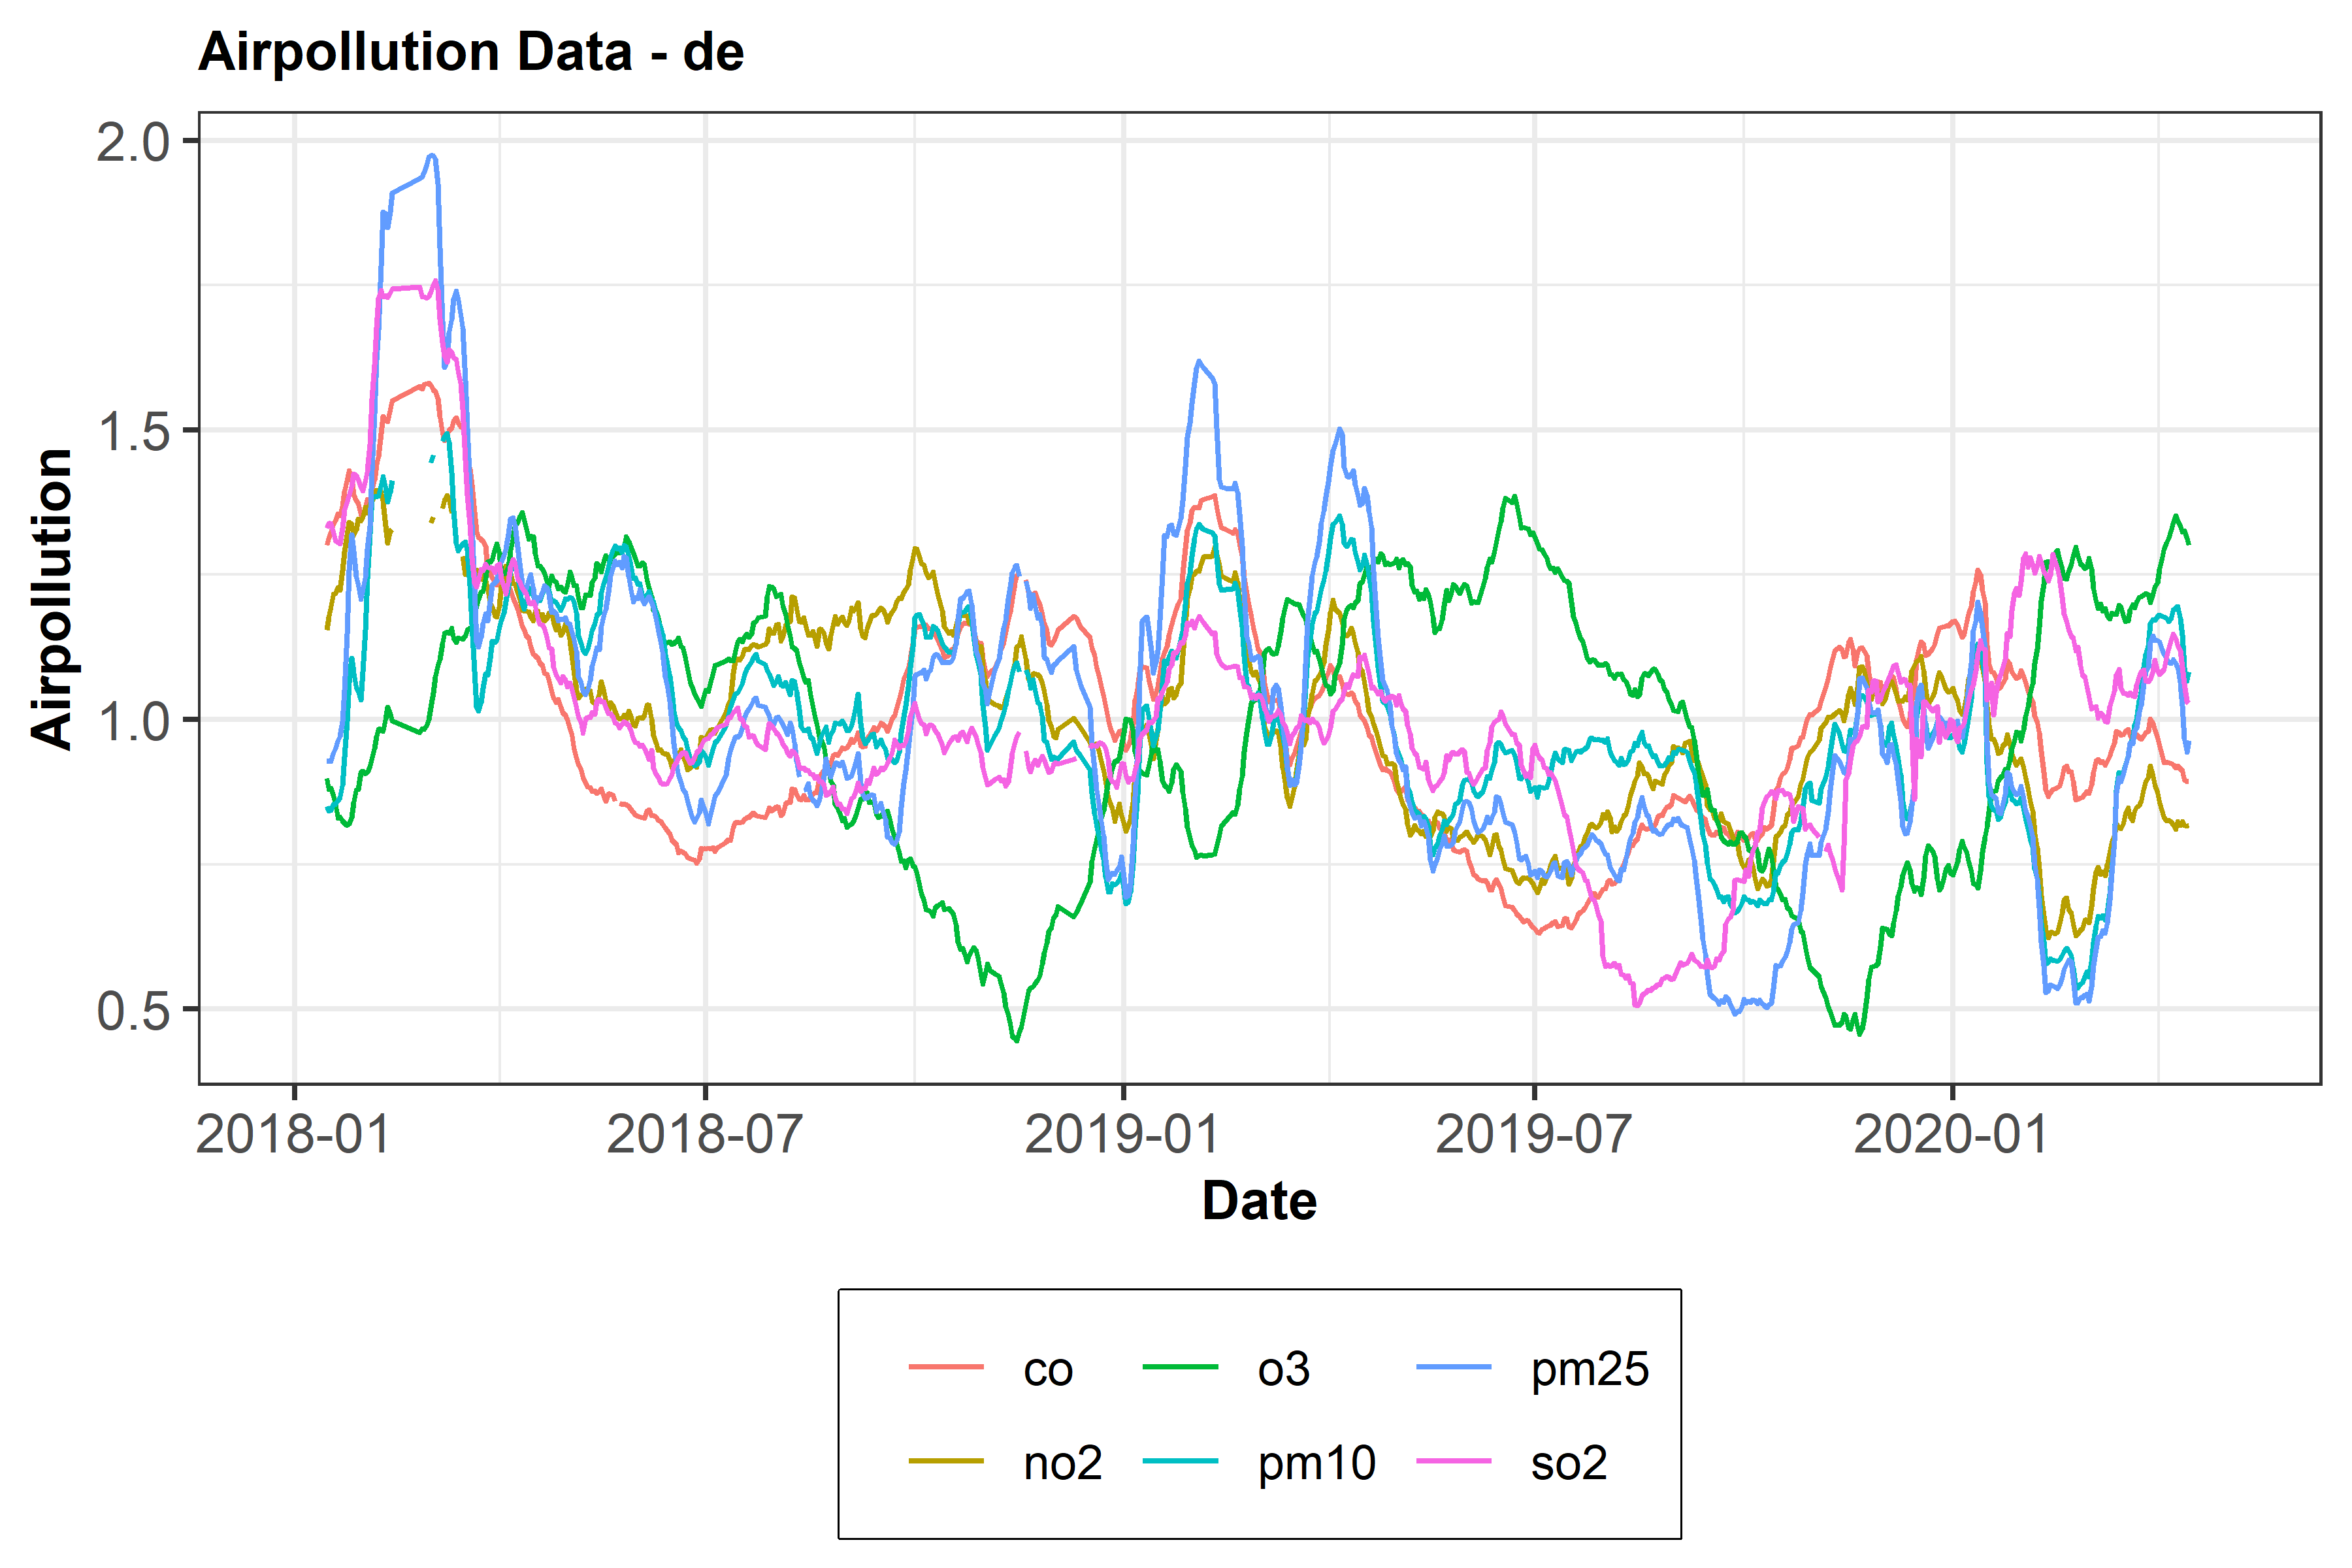 Airpollution Data - de
2.0
1.5
1.0
0.5
Airpollution
2018-01 2018-07 2019-01 2019-07 2020-01
Date
co o3 pm25
no2 pm10 so2